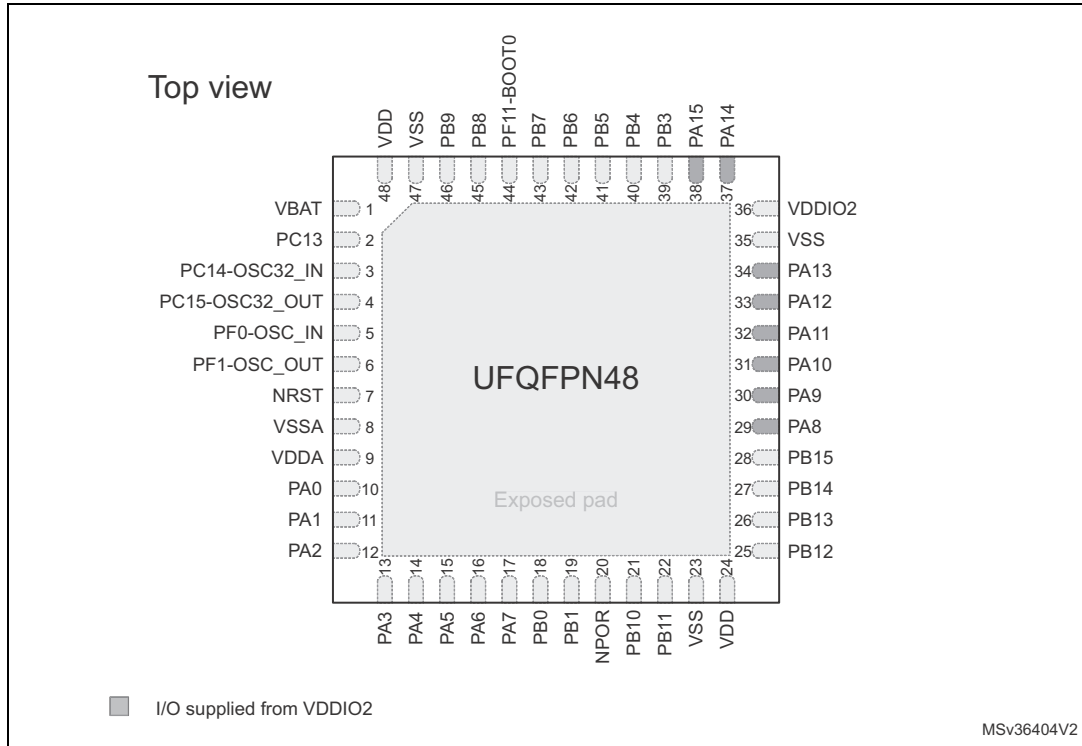 Top view
VDD
VSS
PB9
PB8
PF11-BOOT0
PB7
PB6
PB5
PB4
PB3
PA15
PA14
48
47
46
45
44
43
42
41
40
39
38
37
VBAT 1
PC13 2
PC14-OSC32_IN 3
PC15-OSC32_OUT 4
PF0-OSC_IN 5
PF1-OSC_OUT 6
NRST 7
VSSA 8
VDDA 9
PA0 10
PA1 11
PA2 12
UFQFPN48
Exposed pad
36 VDDIO2
35 VSS
34 PA13
33 PA12
32 PA11
31 PA10
30 PA9
29 PA8
28 PB15
27 PB14
26 PB13
25 PB12
13
14
15
16
17
18
19
20
21
22
23
24
PA3
PA4
PA5
PA6
PA7
PB0
PB1
NPOR
PB10
PB11
VSS
VDD
I/O supplied from VDDIO2
MSv36404V2